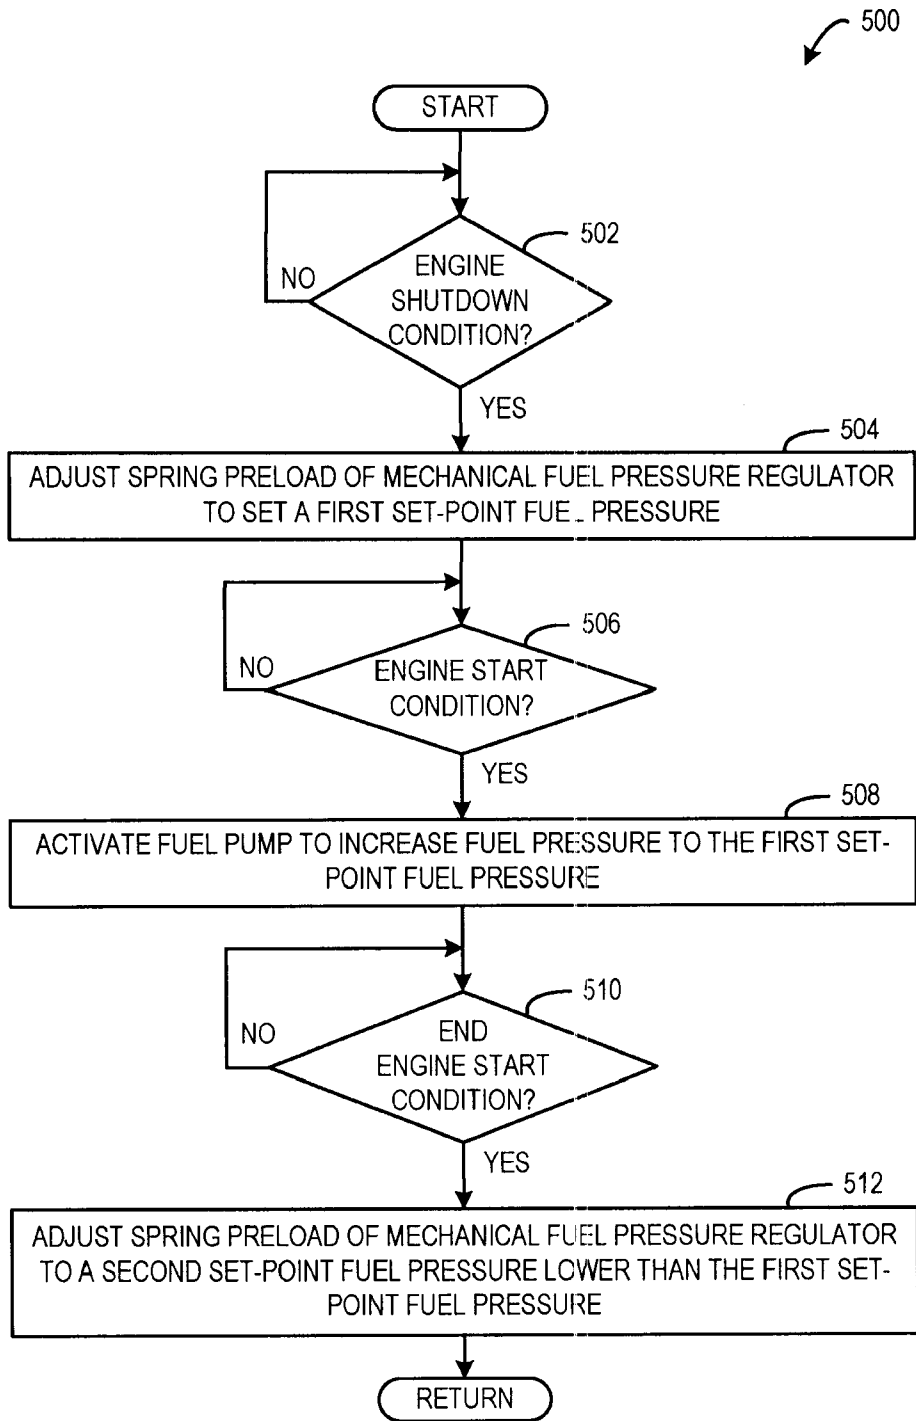 500
START
502
NO
ENGINE
SHUTDOWN
CONDITION?
YES
504
ADJUST SPRING PRELOAD OF MECHANICAL FUEL PRESSURE REGULATOR
TO SET A FIRST SET-POINT FUEL PRESSURE
506
NO
ENGINE START
CONDITION?
YES
508
ACTIVATE FUEL PUMP TO INCREASE FUEL PRESSURE TO THE FIRST SET-
POINT FUEL PRESSURE
510
NO
END
ENGINE START
CONDITION?
YES
512
ADJUST SPRING PRELOAD OF MECHANICAL FUEL PRESSURE REGULATOR
TO A SECOND SET-POINT FUEL PRESSURE LOWER THAN THE FIRST SET-
POINT FUEL PRESSURE
RETURN